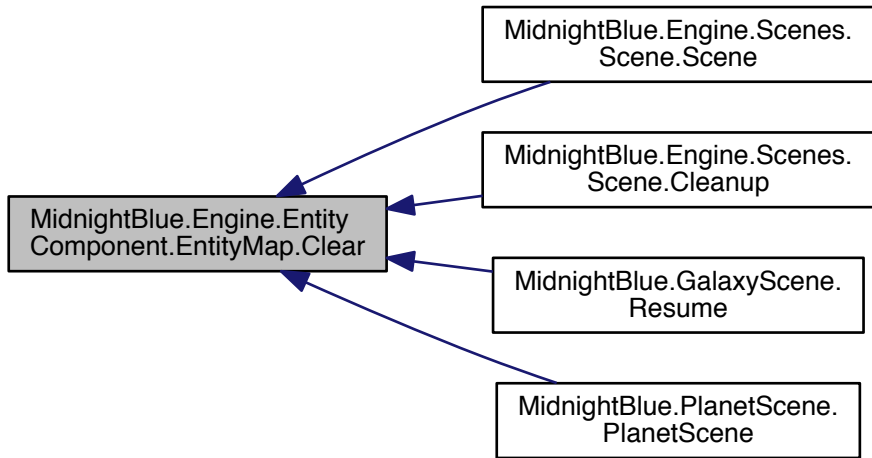 MidnightBlue.Engine.Scenes.
Scene.Scene
MidnightBlue.Engine.Scenes.
Scene.Cleanup
MidnightBlue.Engine.Entity
Component.EntityMap.Clear
MidnightBlue.GalaxyScene.
Resume
MidnightBlue.PlanetScene.
PlanetScene